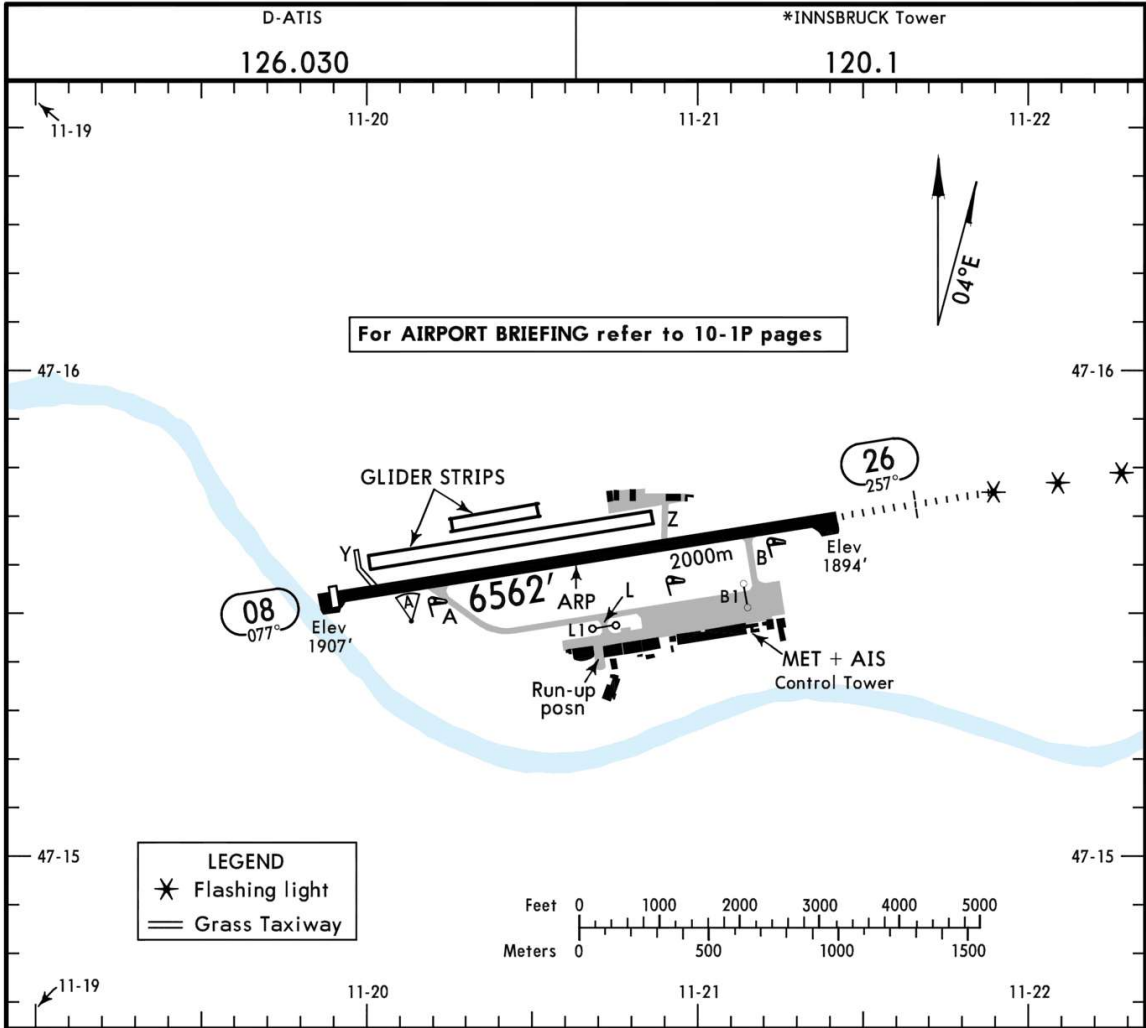 D-ATIS
126.030
*INNSBRUCK Tower
120.1
11-19
11-20
11-21
11-22
04°E
For AIRPORT BRIEFING refer to 10-1P pages
47-16
47-16
GLIDER STRIPS
26
257°
Z
Y
2000m
B
Elev
1894'
6562'
08
077°
Elev
1907'
A
A
ARP
L
B1
L1
MET + AIS
Control Tower
Run-up
posn
47-15
47-15
LEGEND
Flashing light
Grass Taxiway
Feet 0 1000 2000 3000 4000 5000
Meters 0 500 1000 1500
11-19
11-20
11-21
11-22